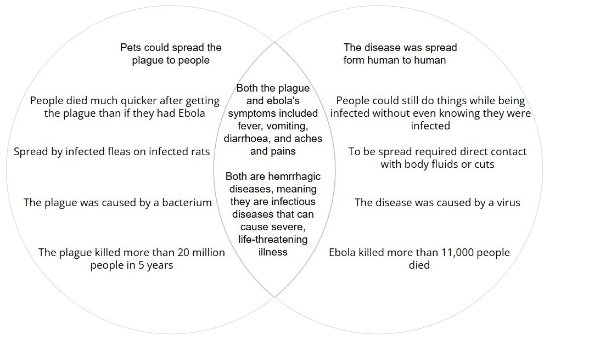 Pets could spread the
plague to people
People died much quicker after getting
the plague than if they had Ebola
Spread by infected fleas on infected rats
The plague was caused by a bacterium
The plague killed more than 20 million
people in 5 years
Both the plague
and ebola's
symptoms included
fever, vomiting,
diarrhoea, and aches
and pains
Both are hemrrhagic
diseases, meaning
they are infectious
diseases that can
cause severe,
life-threatening
illness
The disease was spread
form human to human
People could still do things while being
infected without even knowing they were
infected
To be spread required direct contact
with body fluids or cuts
The disease was caused by a virus
Ebola killed more than 11,000 people
died